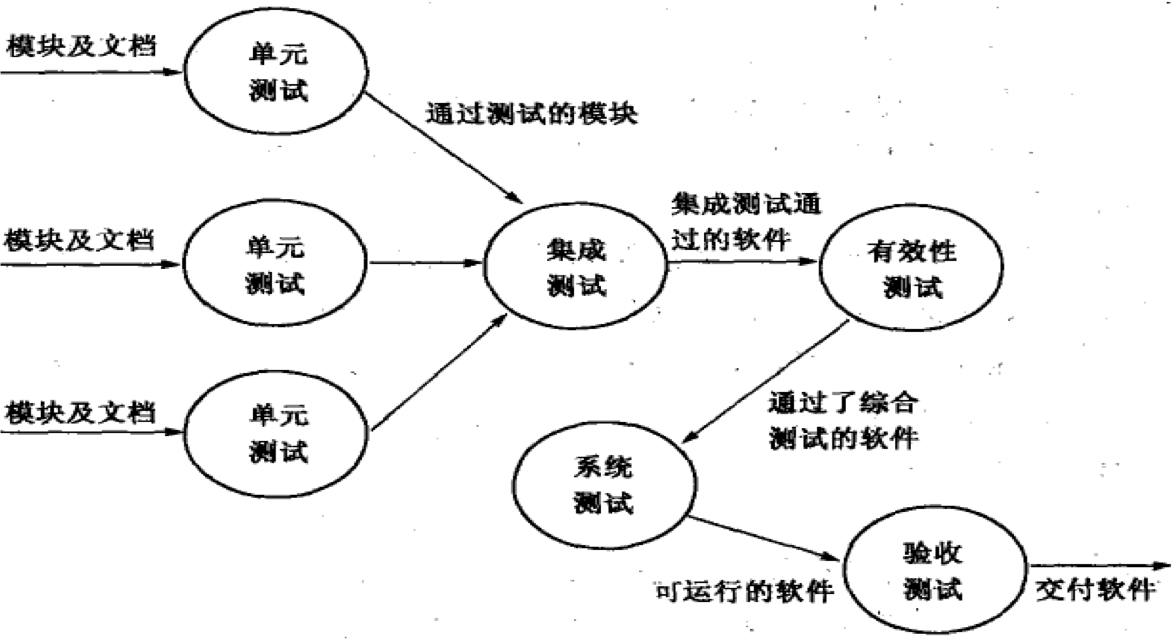 模块及文档
单元
测试
通过测试的模块
模块及文档
单元
测试
集成
测试
集成测试通
过的软件
有效性
测试
模块及文档
单元
测试
通过了综合
测试的软件
系统
测试
可运行的软件
验收
测试
交付软件